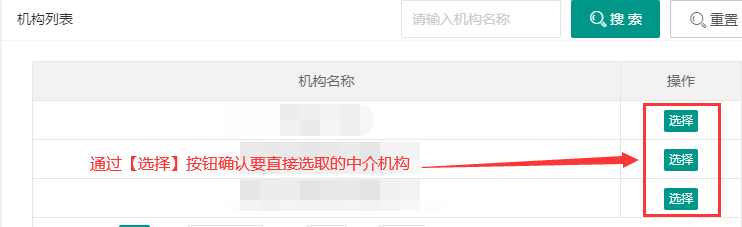 机构列表
请输入机构名称
搜 索
重置
机构名称
操作
选择
通过【选择】按钮确认要直接选取的中介机构
选择
选择